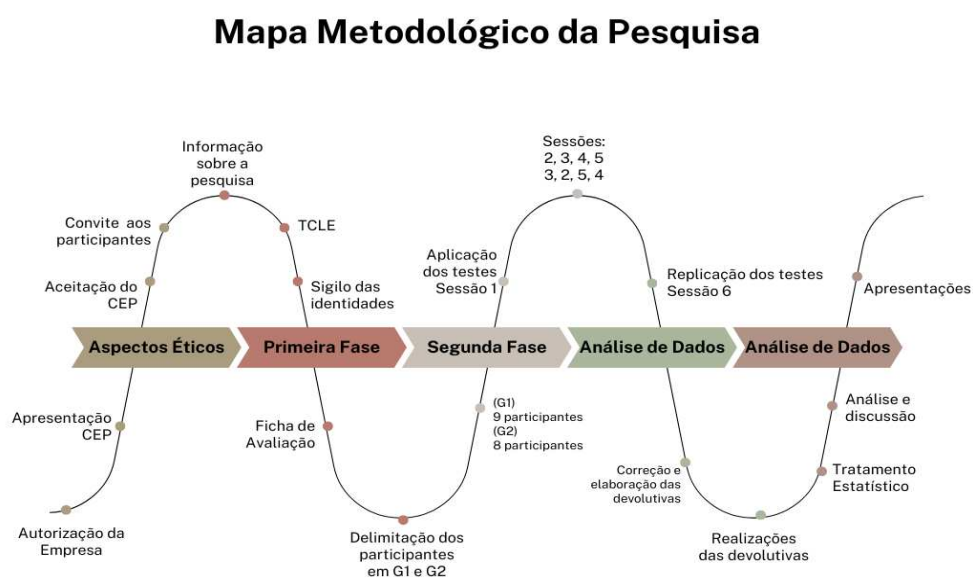 Mapa Metodológico da Pesquisa
Informação
sobre a
pesquisa
Convite aos
participantes
TCLE
Aceitação do
CEP
Sigilo das
identidades
Sessões:
2, 3, 4, 5
3, 2, 5, 4
Aplicação
dos testes
Sessão 1
Replicação dos testes
Sessão 6
Apresentações
Aspectos Éticos
Primeira Fase
Segunda Fase
Análise de Dados
Análise de Dados
Apresentação
CEP
Autorização da
Empresa
Ficha de
Avaliação
Delimitação dos
participantes
em G1 e G2
(G1)
9 participantes
(G2)
8 participantes
Correção e
elaboração das
devolutivas
Realizações
das devolutivas
Análise e
discussão
Tratamento
Estatístico